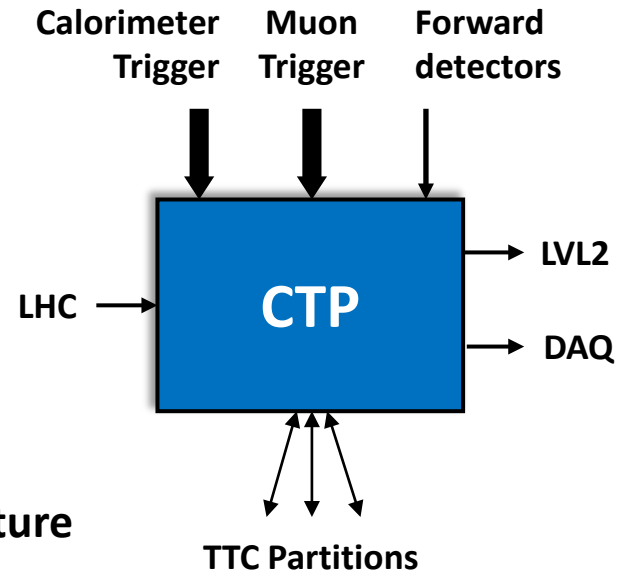 Calorimeter Trigger
Muon Trigger
Forward detectors
LHC
CTP
LVL2
DAQ
TTC Partitions